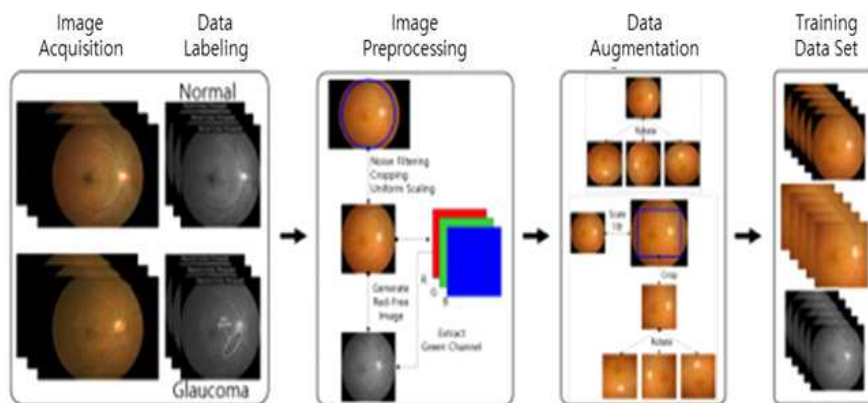 Image
Acquisition
Data
Labeling
Normal
Glaucoma
Image
Preprocessing
Noise Filtering
Cropping
Uniform Scaling
R
G
B
Generate
Red-Free
Image
Extract
Green Channel
Data
Augmentation
Rotate
Scale
Up
Crop
Rotate
Training
Data Set